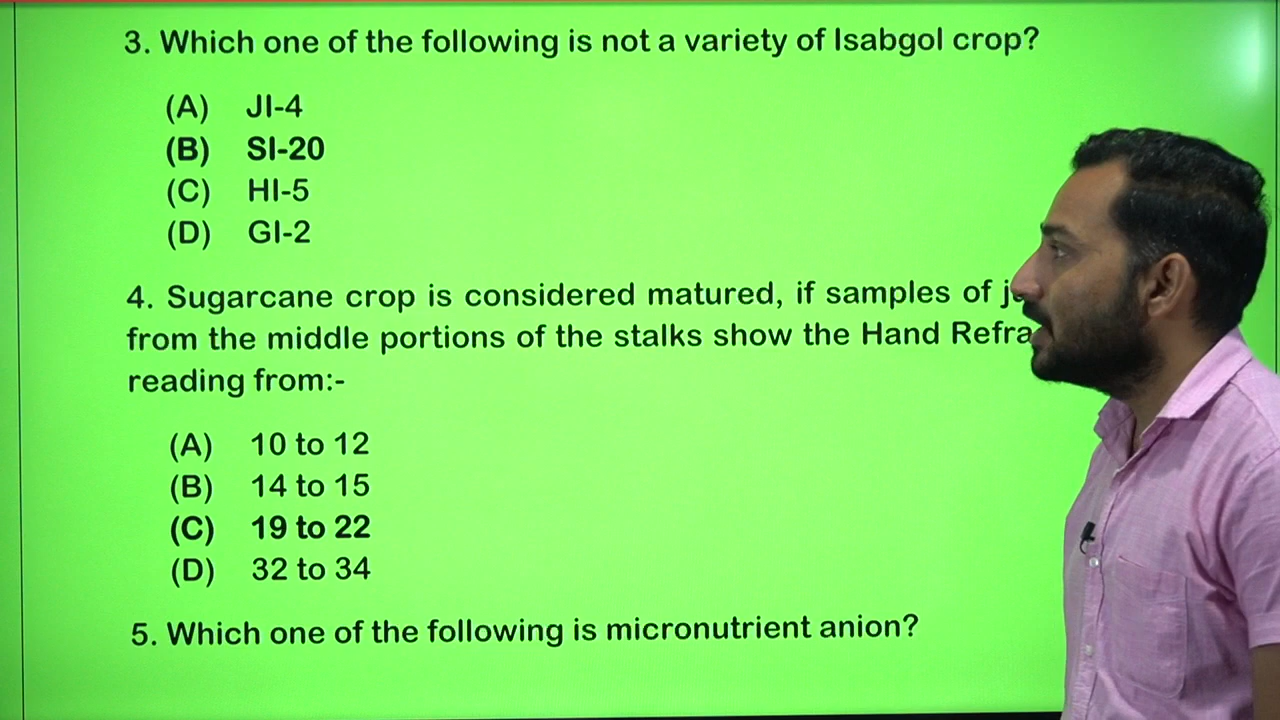 3. Which one of the following is not a variety of Isabgol crop?
(A) JI-4
(B) SI-20
(C) HI-5
(D) GI-2
4. Sugarcane crop is considered matured, if samples of
from the middle portions of the stalks show the Hand
reading from:-
(A) 10 to 12
(B) 14 to 15
(C) 19 to 22
(D) 32 to 34
5. Which one of the following is micronutrient anion?